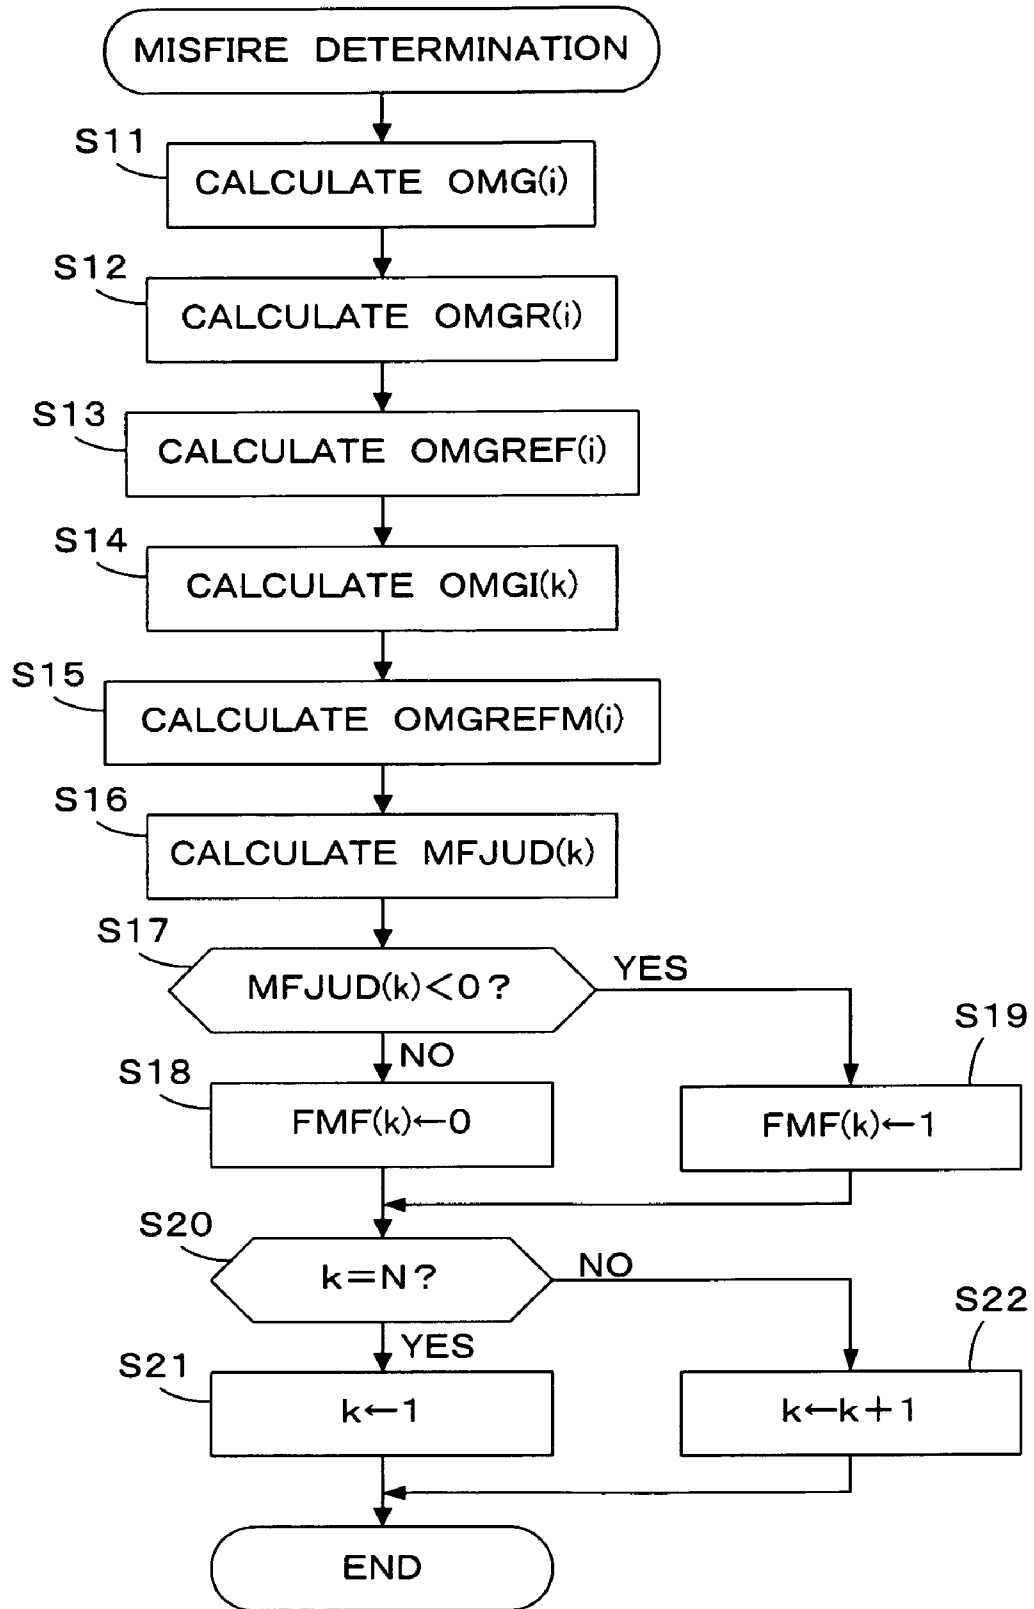 MISFIRE DETERMINATION
S11
CALCULATE OMG(i)
S12
CALCULATE OMGR(i)
S13
CALCULATE OMGREF(i)
S14
CALCULATE OMGI(k)
S15
CALCULATE OMGREFM(i)
S16
CALCULATE MFJUD(k)
S17
MFJUD(k)<0?
YES
NO
S18
FMF(k)←0
S19
FMF(k)←1
S20
k=N?
NO
YES
S21
k←1
S22
k←k+1
END